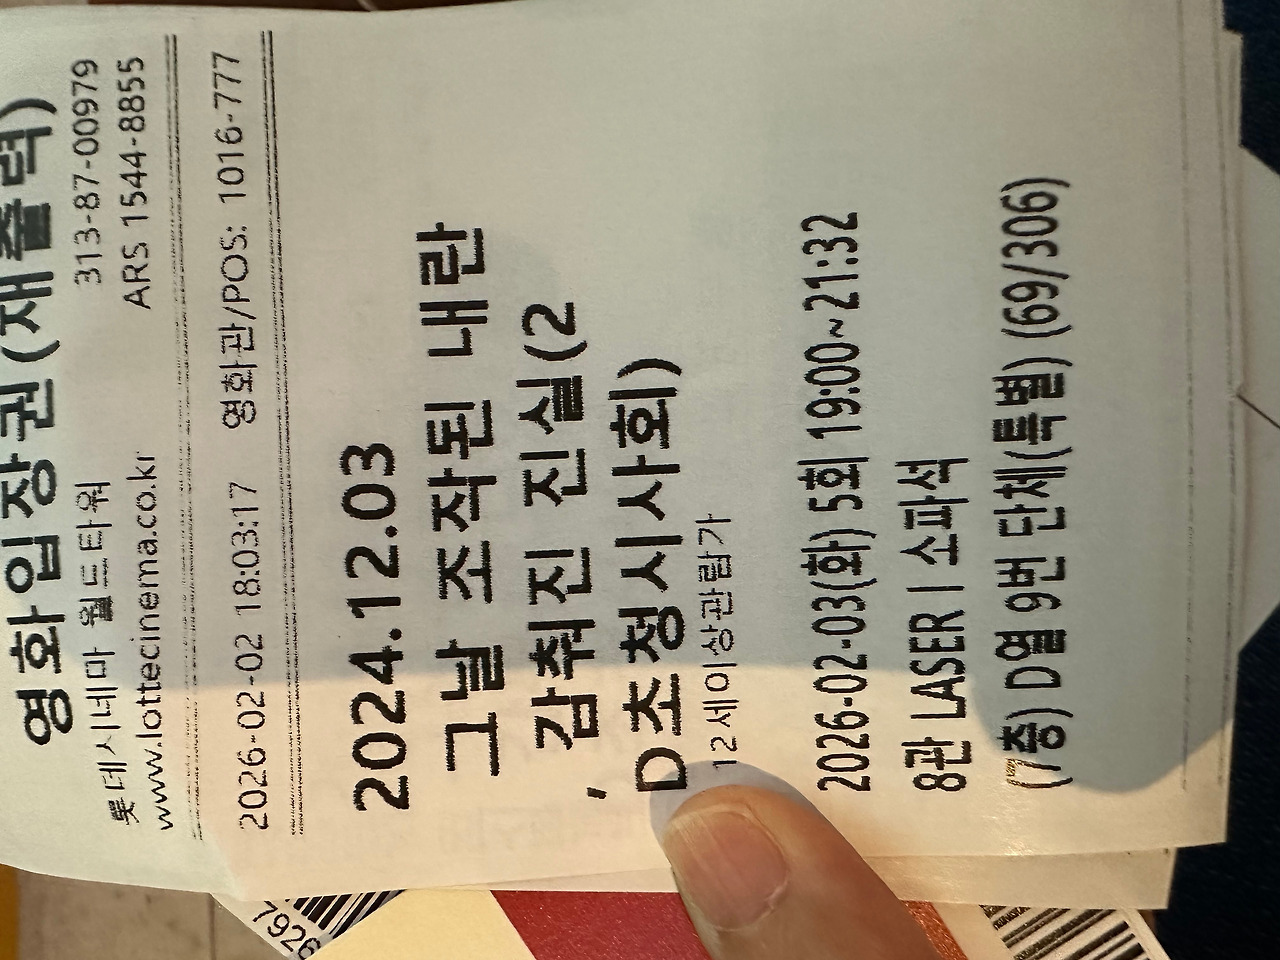 영화입장권(재출력)
롯데시네마 월드타워 313-87-00979
www.lottecinema.co.kr ARS 1544-8855
2026-02-02 18:03:17 영화관/POS: 1016-777
2024.12.03
그날 조작된 내란
, 감춰진 진실(2
D초청시사회)
12세이상관람가
2026-02-03(화) 5회 19:00~21:32
8관 LASER | 소파석
(7층) D열 9번 단체(특별) (69/306)
7926